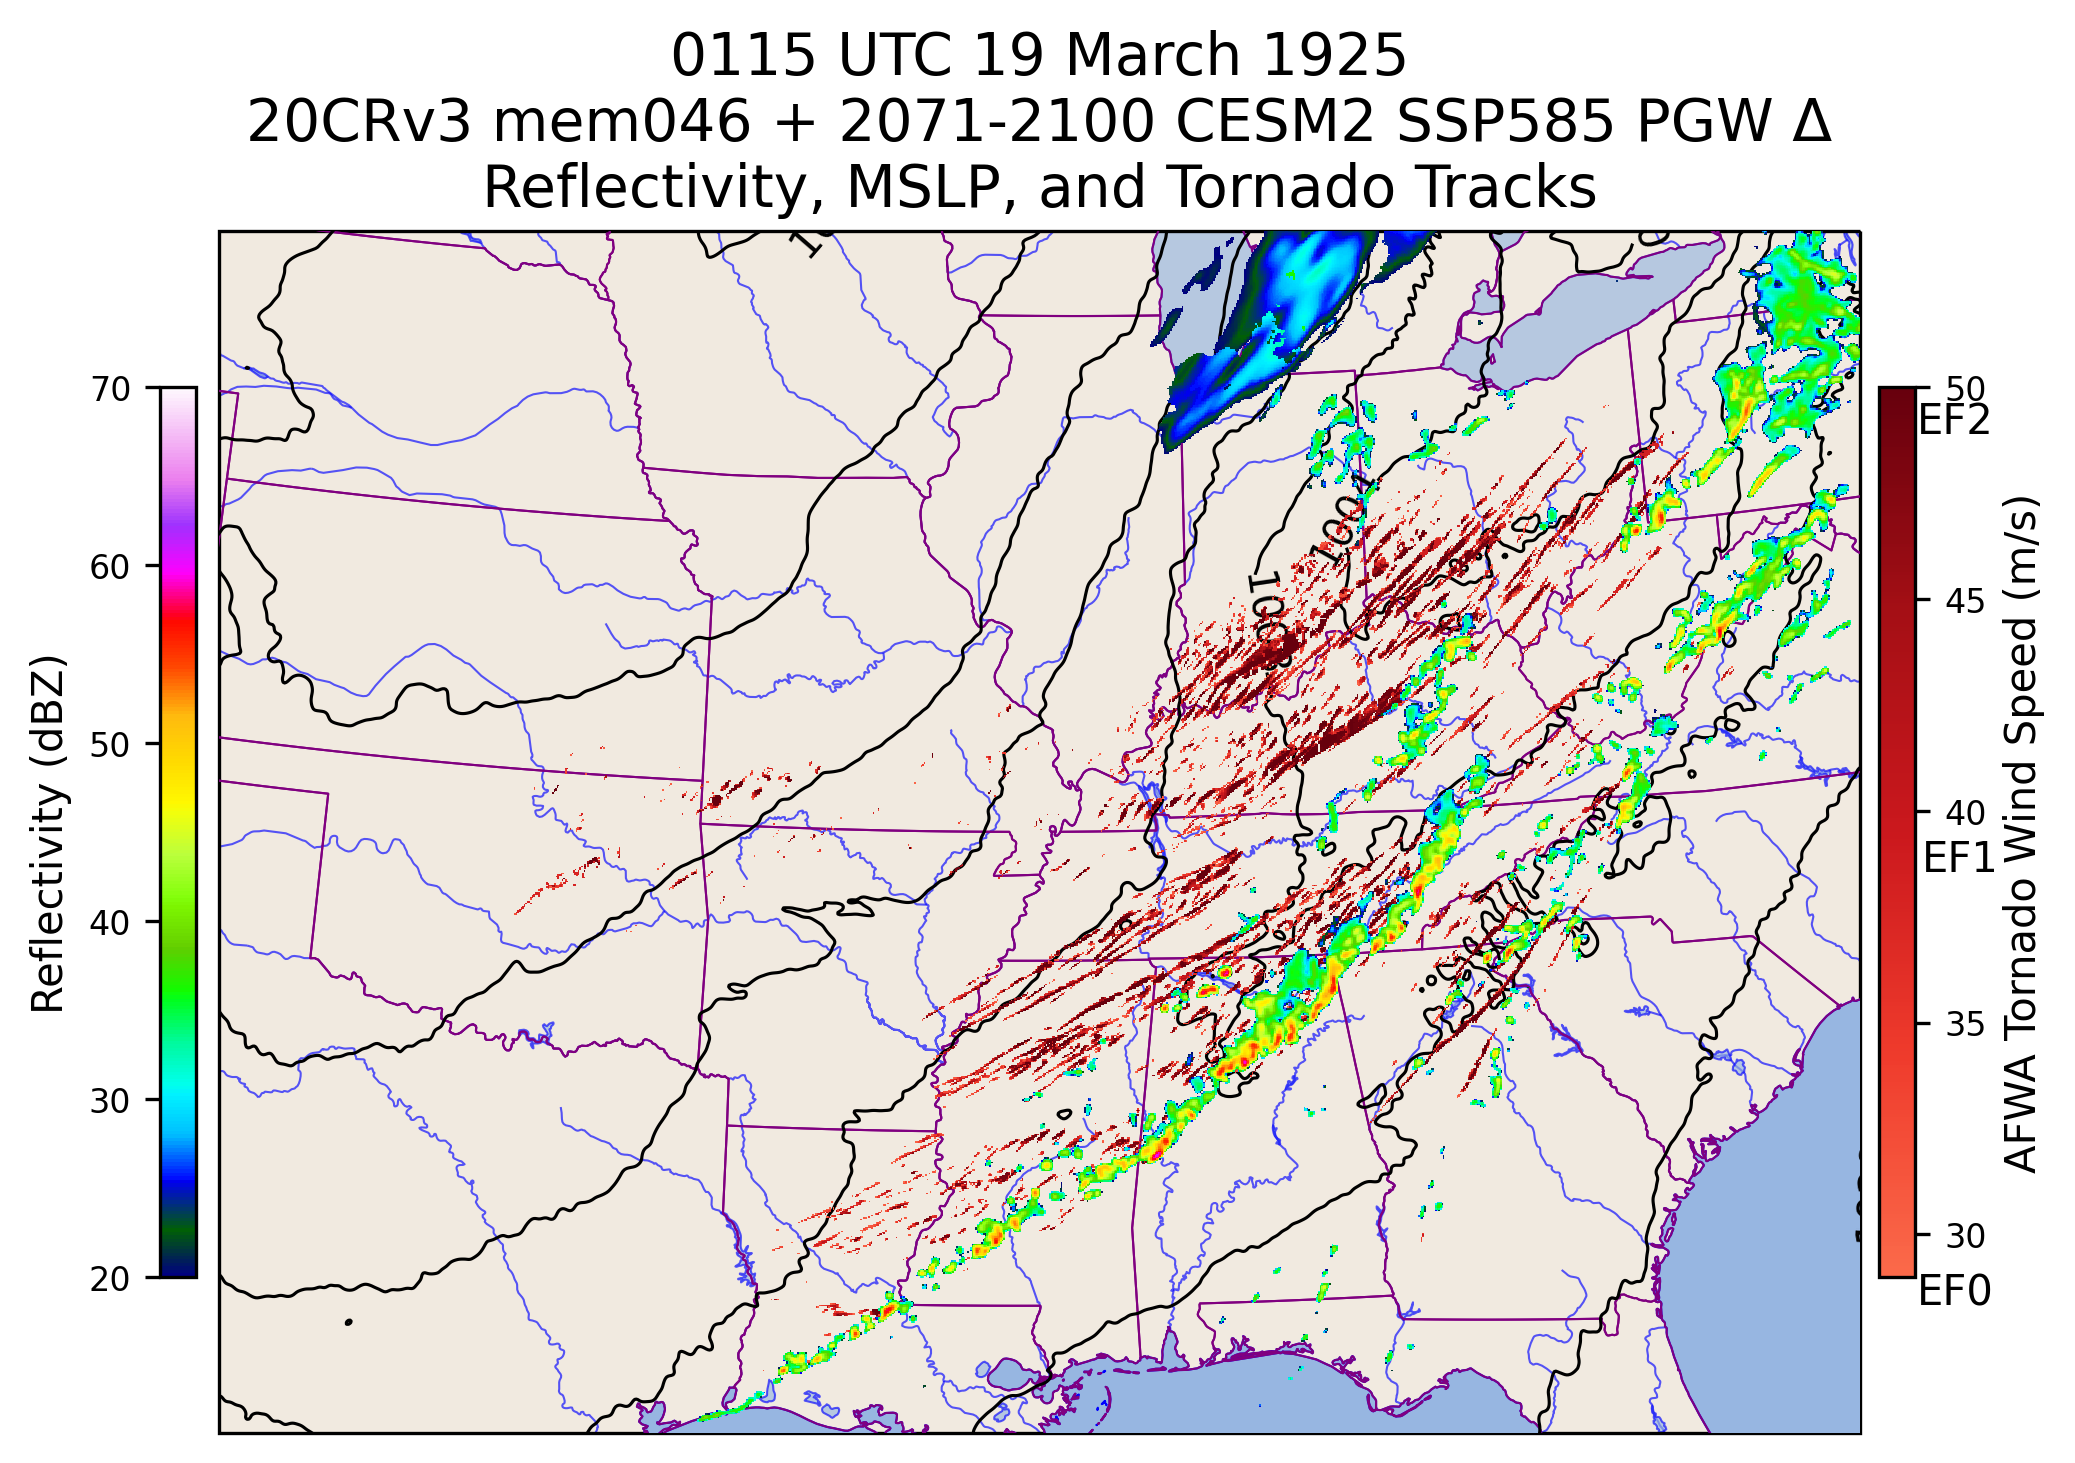 0115 UTC 19 March 1925
20CRv3 mem046 + 2071-2100 CESM2 SSP585 PGW Δ
Reflectivity, MSLP, and Tornado Tracks
Reflectivity (dBZ)
70
60
50
40
30
20
1004
50
EF2
45
40
EF1
35
30
EF0
AFWA Tornado Wind Speed (m/s)